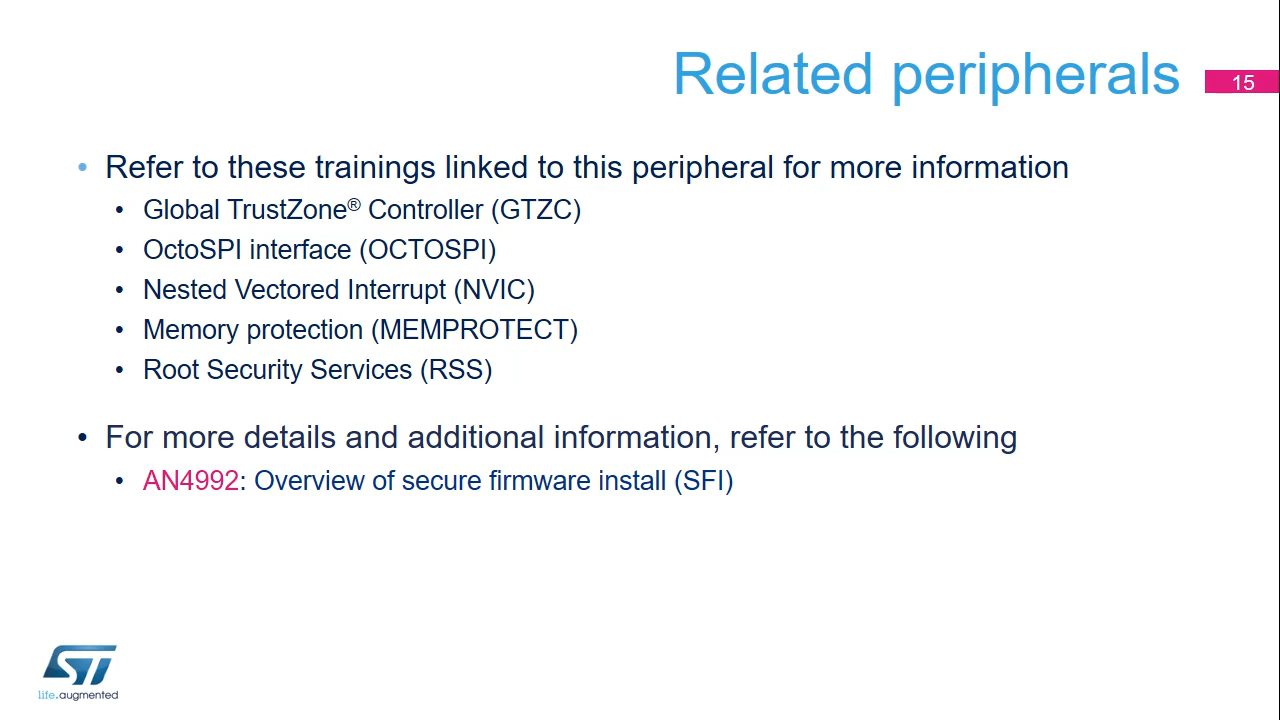 Related peripherals
15
• Refer to these trainings linked to this peripheral for more information
• Global TrustZone® Controller (GTZC)
• OctoSPI interface (OCTOSPI)
• Nested Vectored Interrupt (NVIC)
• Memory protection (MEMPROTECT)
• Root Security Services (RSS)
• For more details and additional information, refer to the following
• AN4992: Overview of secure firmware install (SFI)
ST
life.augmented